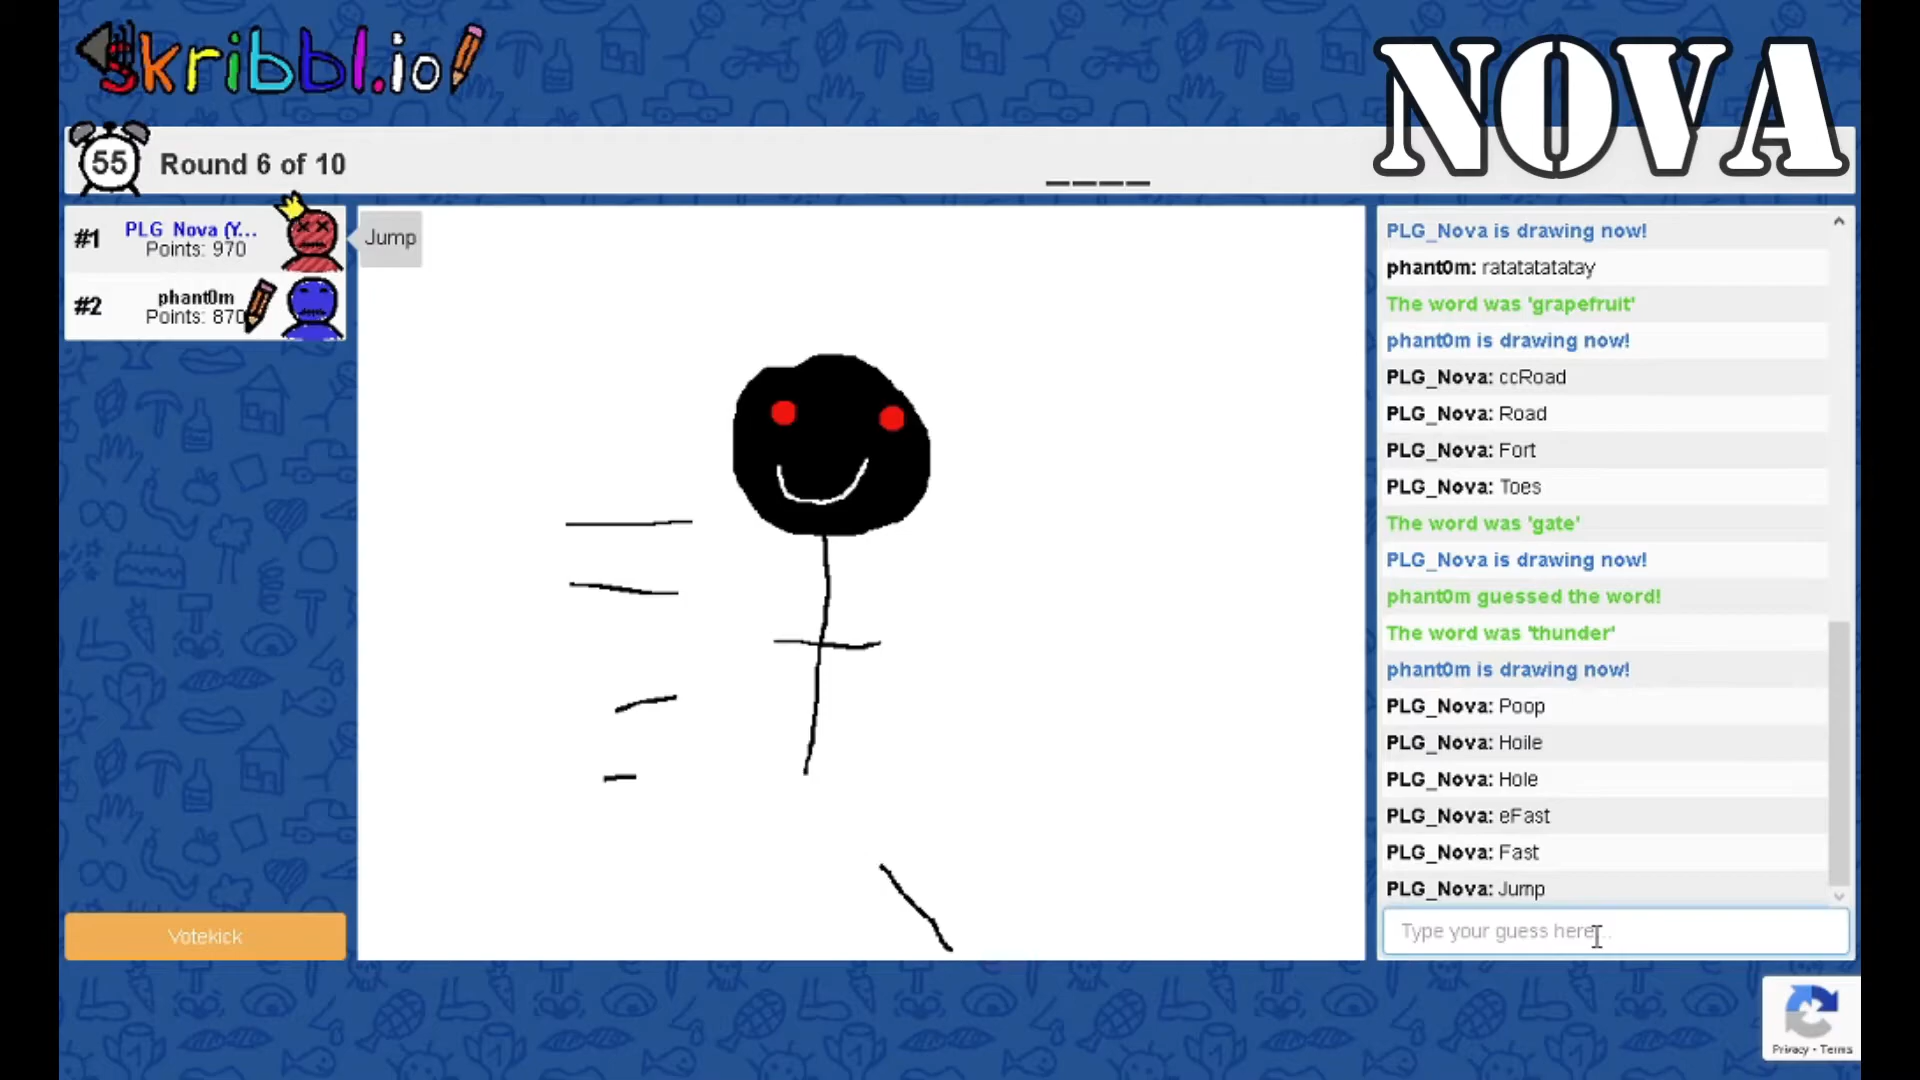 skribbl.io
NOVA
55
Round 6 of 10
____
#1
PLG_Nova (Y...
Points: 970
Jump
#2
phant0m
Points: 870
PLG_Nova is drawing now!
phant0m: ratatatatatay
The word was 'grapefruit'
phant0m is drawing now!
PLG_Nova: ccRoad
PLG_Nova: Road
PLG_Nova: Fort
PLG_Nova: Toes
The word was 'gate'
PLG_Nova is drawing now!
phant0m guessed the word!
The word was 'thunder'
phant0m is drawing now!
PLG_Nova: Poop
PLG_Nova: Hoile
PLG_Nova: Hole
PLG_Nova: eFast
PLG_Nova: Fast
PLG_Nova: Jump
Type your guess here...
Votekick
Privacy - Terms